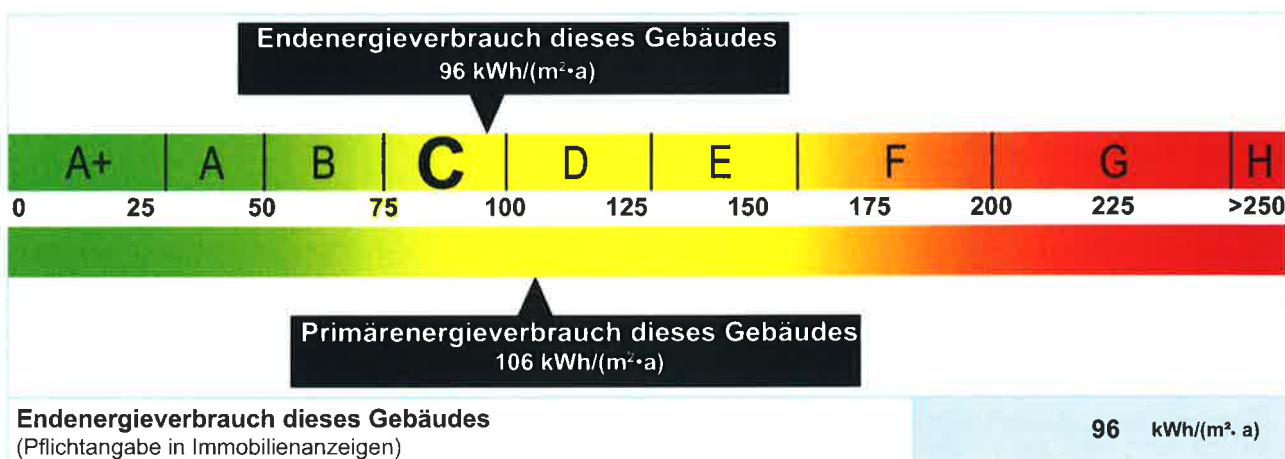 Endenergieverbrauch dieses Gebäudes
96 kWh/(m²•a)
A+ A B C D E F G H
0 25 50 75 100 125 150 175 200 225 >250
Primärenergieverbrauch dieses Gebäudes
106 kWh/(m²•a)
Endenergieverbrauch dieses Gebäudes
(Pflichtangabe in Immobilienanzeigen)
96 kWh/(m²· a)